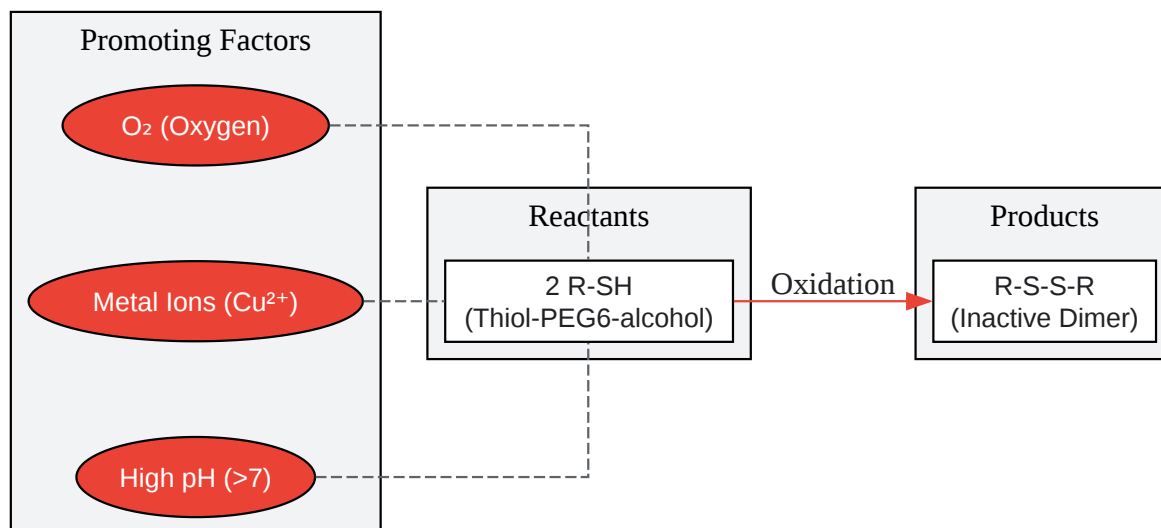 Promoting Factors
O₂ (Oxygen)
Metal Ions (Cu²⁺)
High pH (>7)
Reactants
2 R-SH
(Thiol-PEG6-alcohol)
Oxidation
Products
R-S-S-R
(Inactive Dimer)